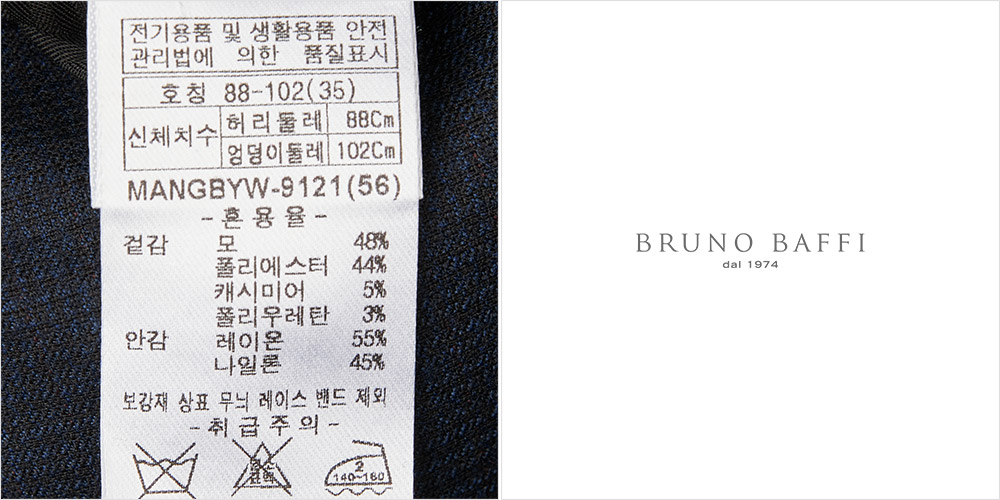 전기용품 및 생활용품 안전
관리법에 의한 품질표시
호칭 88-102(35)
신체치수 허리둘레 88Cm
엉덩이둘레 102Cm
MANGBYW-9121(56)
-혼용율-
겉감 모 48%
폴리에스터 44%
캐시미어 5%
폴리우레탄 3%
안감 레이온 55%
나일론 45%
보강재 상표 무늬 레이스 밴드 제외
-취급주의-
염소
표백
2
140~160
BRUNO BAFFI
dal 1974